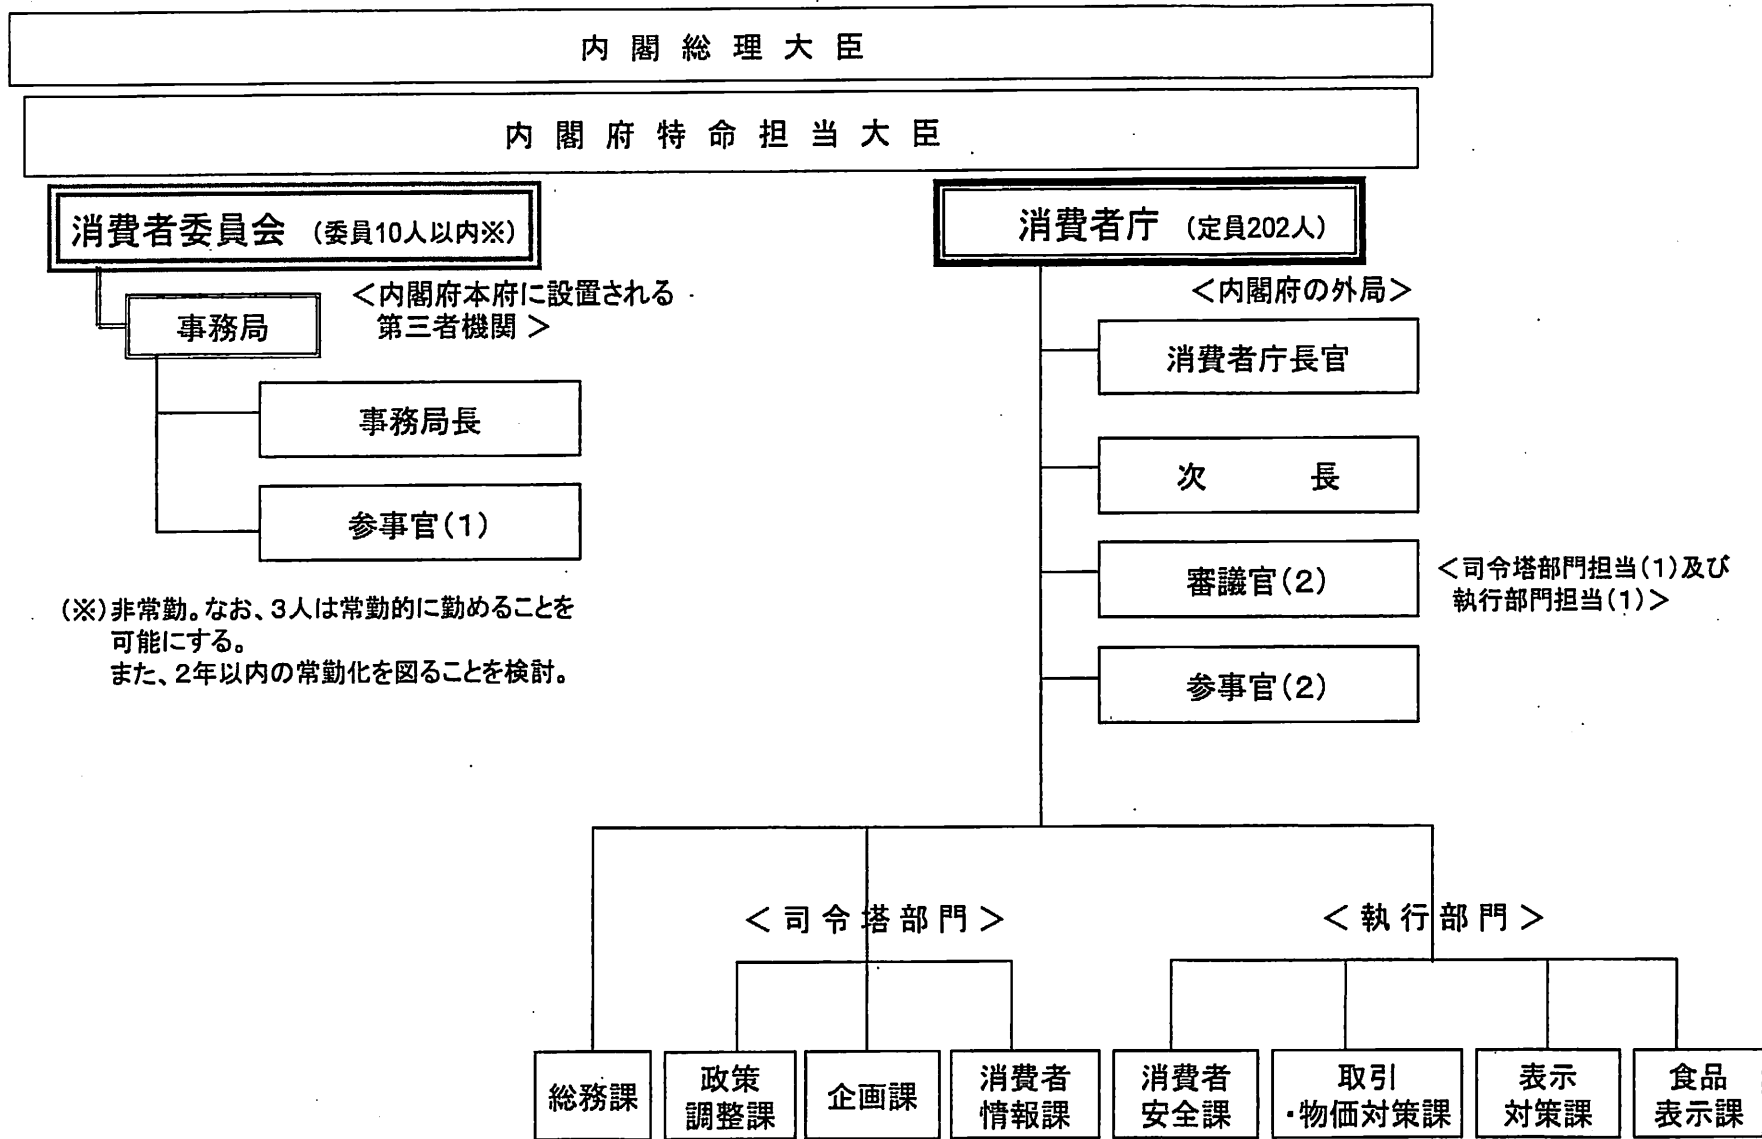 内閣総理大臣
内閣府特命担当大臣
消費者委員会 (委員10人以内※)
＜内閣府本府に設置される
第三者機関＞
事務局
事務局長
参事官(1)
(※)非常勤。なお、3人は常勤的に勤めることを
可能にする。
また、2年以内の常勤化を図ることを検討。
消費者庁 (定員202人)
＜内閣府の外局＞
消費者庁長官
次 長
審議官(2)
＜司令塔部門担当(1)及び
執行部門担当(1)＞
参事官(2)
＜司令塔部門＞
＜執行部門＞
総務課
政策
調整課
企画課
消費者
情報課
消費者
安全課
取引
・物価対策課
表示
対策課
食品
表示課